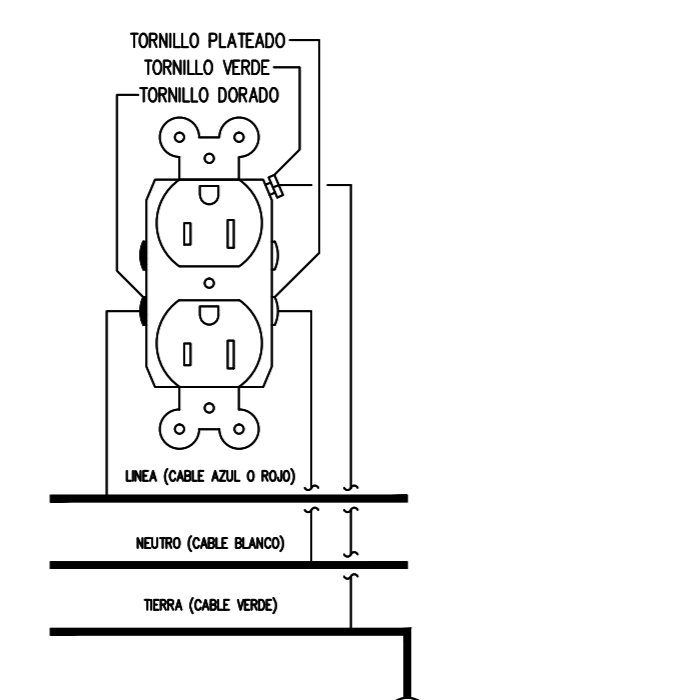 TORNILLO PLATEADO
TORNILLO VERDE
TORNILLO DORADO
LINEA (CABLE AZUL O ROJO)
NEUTRO (CABLE BLANCO)
TIERRA (CABLE VERDE)